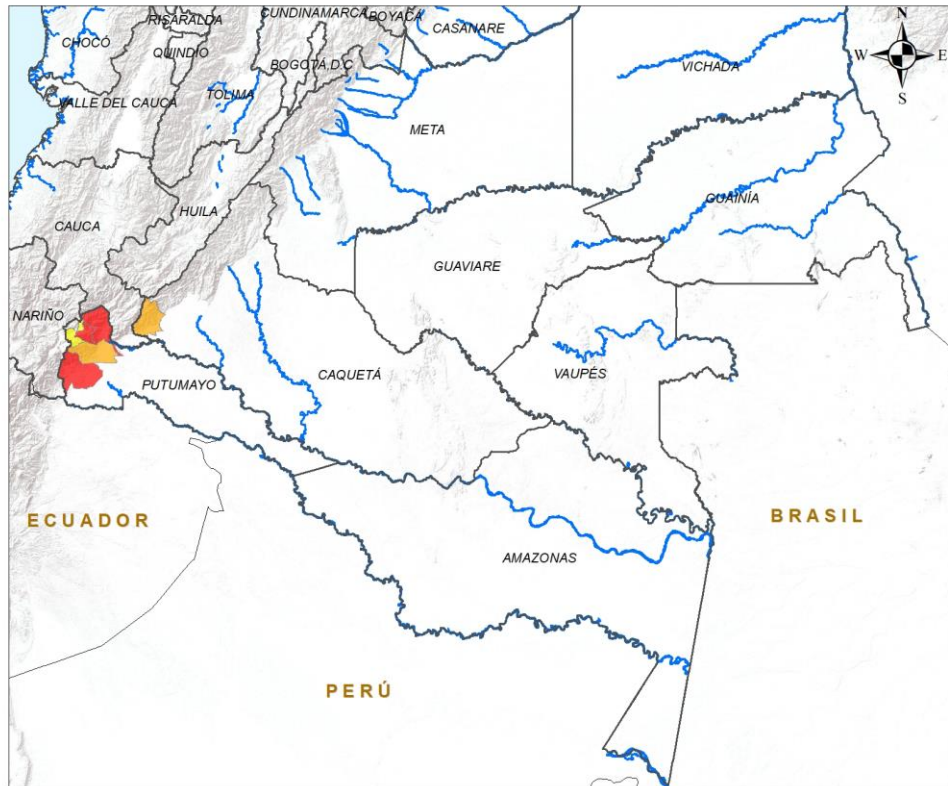 RISARALDA
CUNDINAMARCA
BOYACÁ
N
CASANARE
CHOCÓ
QUINDÍO
W
E
BOGOTÁ D.C
VICHADA
S
TOLIMA
VALLE DEL CAUCA
META
GUAINÍA
HUILA
CAUCA
GUAVIARE
NARIÑO
CAQUETÁ
VAUPÉS
PUTUMAYO
ECUADOR
BRASIL
AMAZONAS
PERÚ